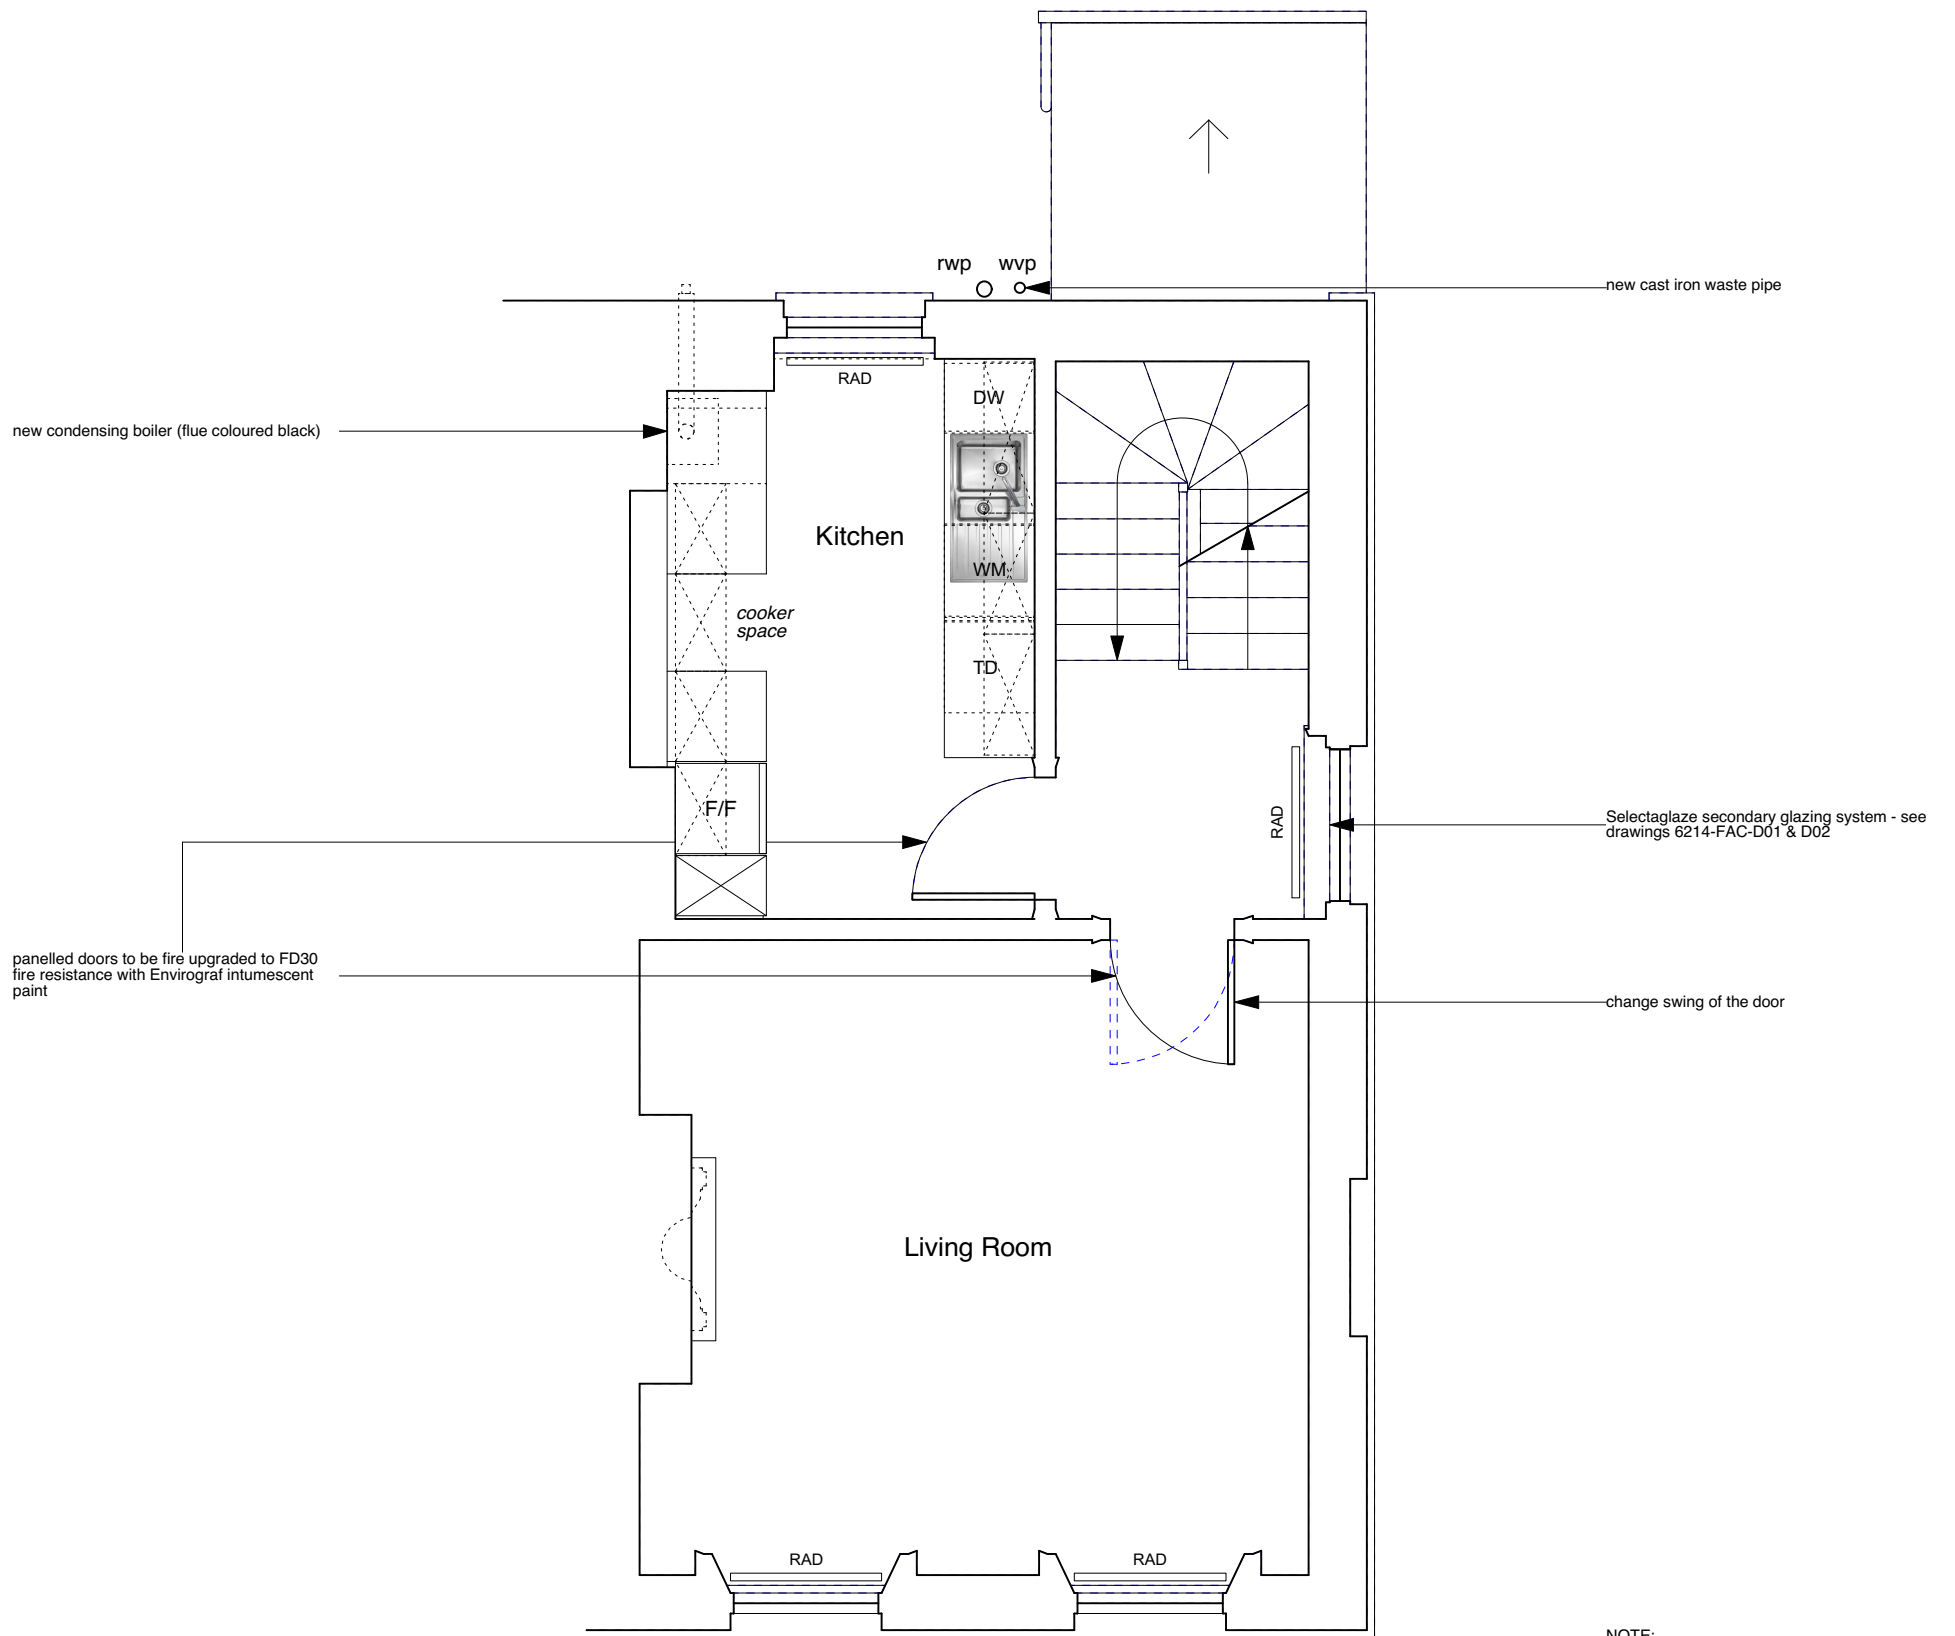 rwp wvp
new cast iron waste pipe
RAD
DW
new condensing boiler (flue coloured black)
Kitchen
WM
cooker
space
TD
F/F
RAD
Selectaglaze secondary glazing system - see
drawings 6214-FAC-D01 & D02
panelled doors to be fire upgraded to FD30
fire resistance with Envirograf intumescent
paint
change swing of the door
Living Room
RAD
RAD
NOTE: